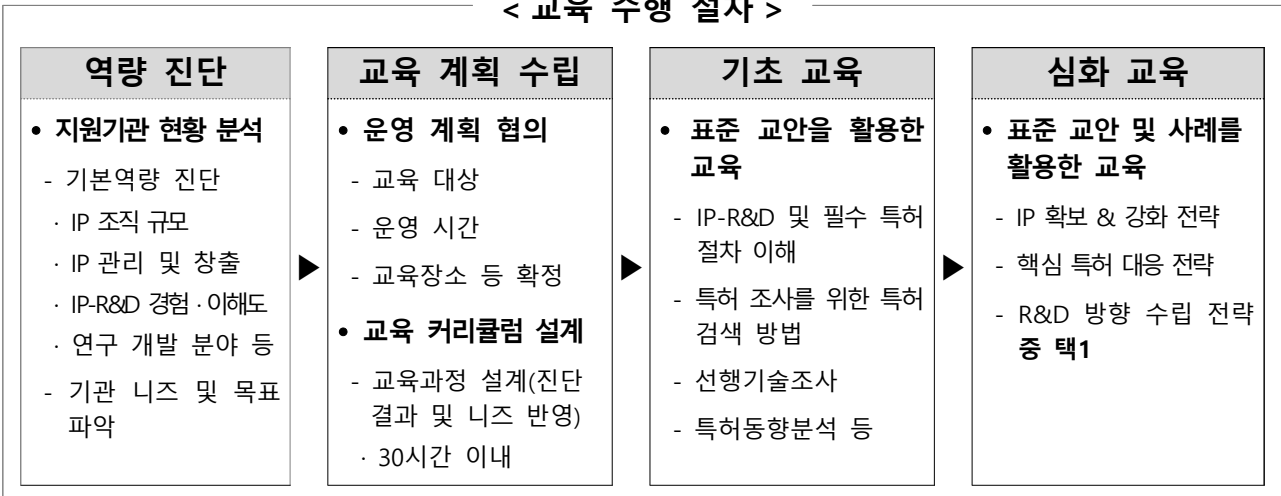 < 교육 수행 절차 >
역량 진단
• 지원기관 현황 분석
- 기본역량 진단
· IP 조직 규모
· IP 관리 및 창출
· IP-R&D 경험·이해도
· 연구 개발 분야 등
- 기관 니즈 및 목표
파악
▶
교육 계획 수립
• 운영 계획 협의
- 교육 대상
- 운영 시간
- 교육장소 등 확정
• 교육 커리큘럼 설계
- 교육과정 설계(진단
결과 및 니즈 반영)
· 30시간 이내
▶
기초 교육
• 표준 교안을 활용한
교육
- IP-R&D 및 필수 특허
절차 이해
- 특허 조사를 위한 특허
검색 방법
- 선행기술조사
- 특허동향분석 등
▶
심화 교육
• 표준 교안 및 사례를
활용한 교육
- IP 확보 & 강화 전략
- 핵심 특허 대응 전략
- R&D 방향 수립 전략
중 택1